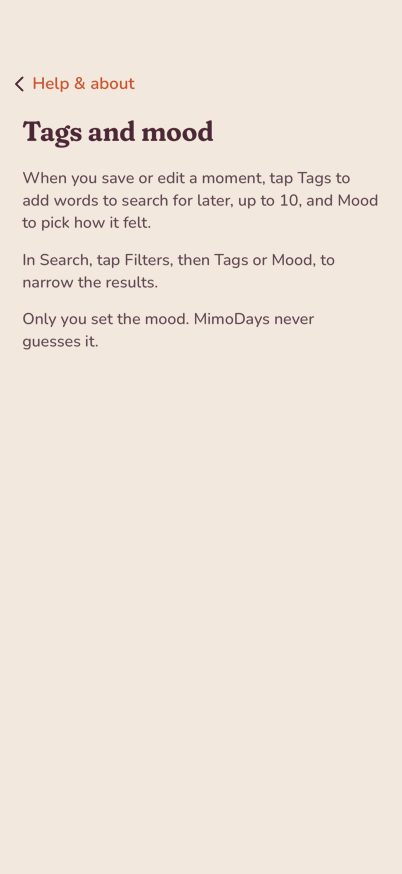 Help & about
Tags and mood
When you save or edit a moment, tap Tags to
add words to search for later, up to 10, and Mood
to pick how it felt.
In Search, tap Filters, then Tags or Mood, to
narrow the results.
Only you set the mood. MimoDays never
guesses it.